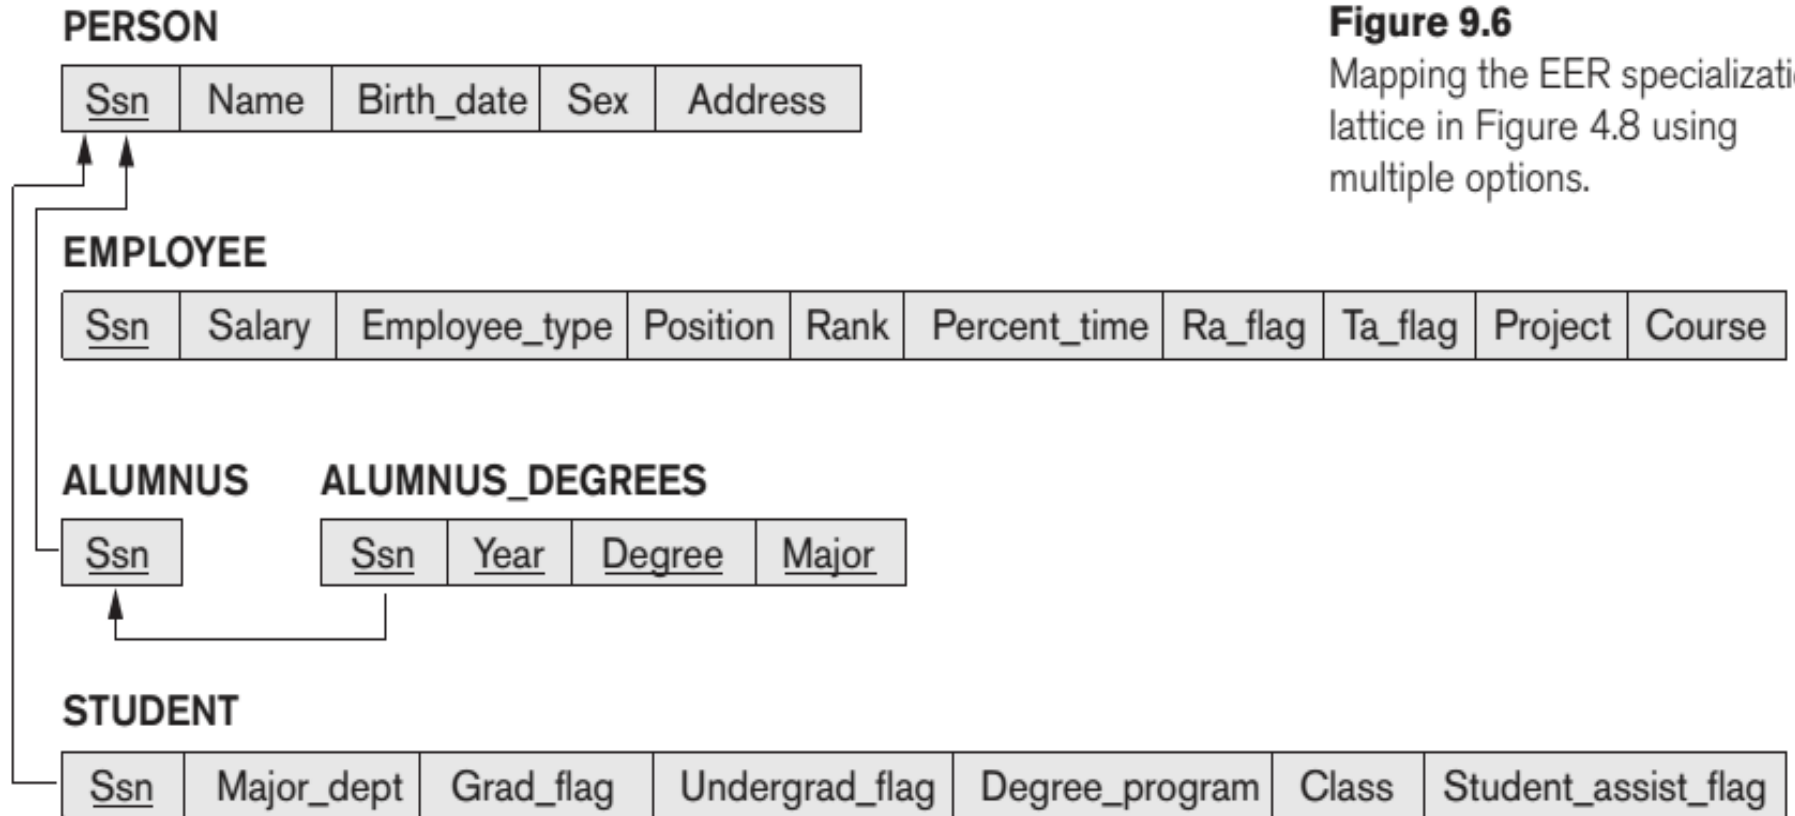 PERSON
Ssn Name Birth_date Sex Address
Figure 9.6
Mapping the EER
lattice in Figure 4.8 using
multiple options.
EMPLOYEE
Ssn Salary Employee_type Position Rank Percent_time Ra_flag Ta_flag Project Course
ALUMNUS ALUMNUS_DEGREES
Ssn Ssn Year Degree Major
STUDENT
Ssn Major_dept Grad_flag Undergrad_flag Degree_program Class Student_assist_flag